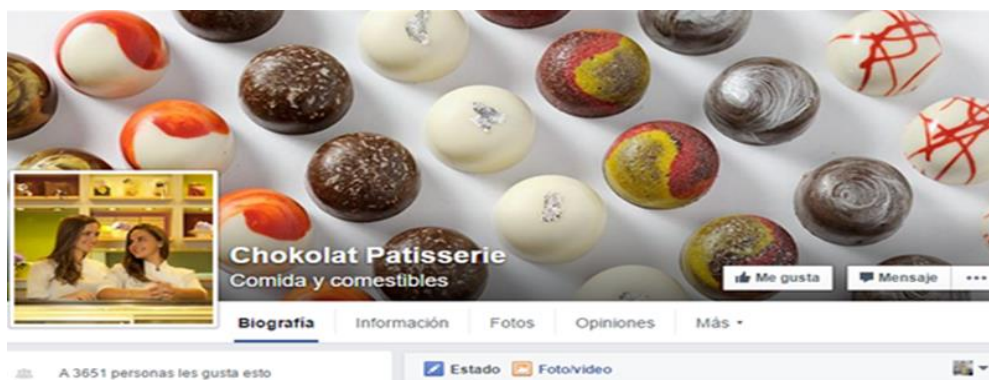 Chokolat Patisserie
Comida y comestibles
Me gusta
Mensaje
Biografía
Información
Fotos
Opiniones
Más
A 3651 personas les gusta esto
Estado
Foto/video